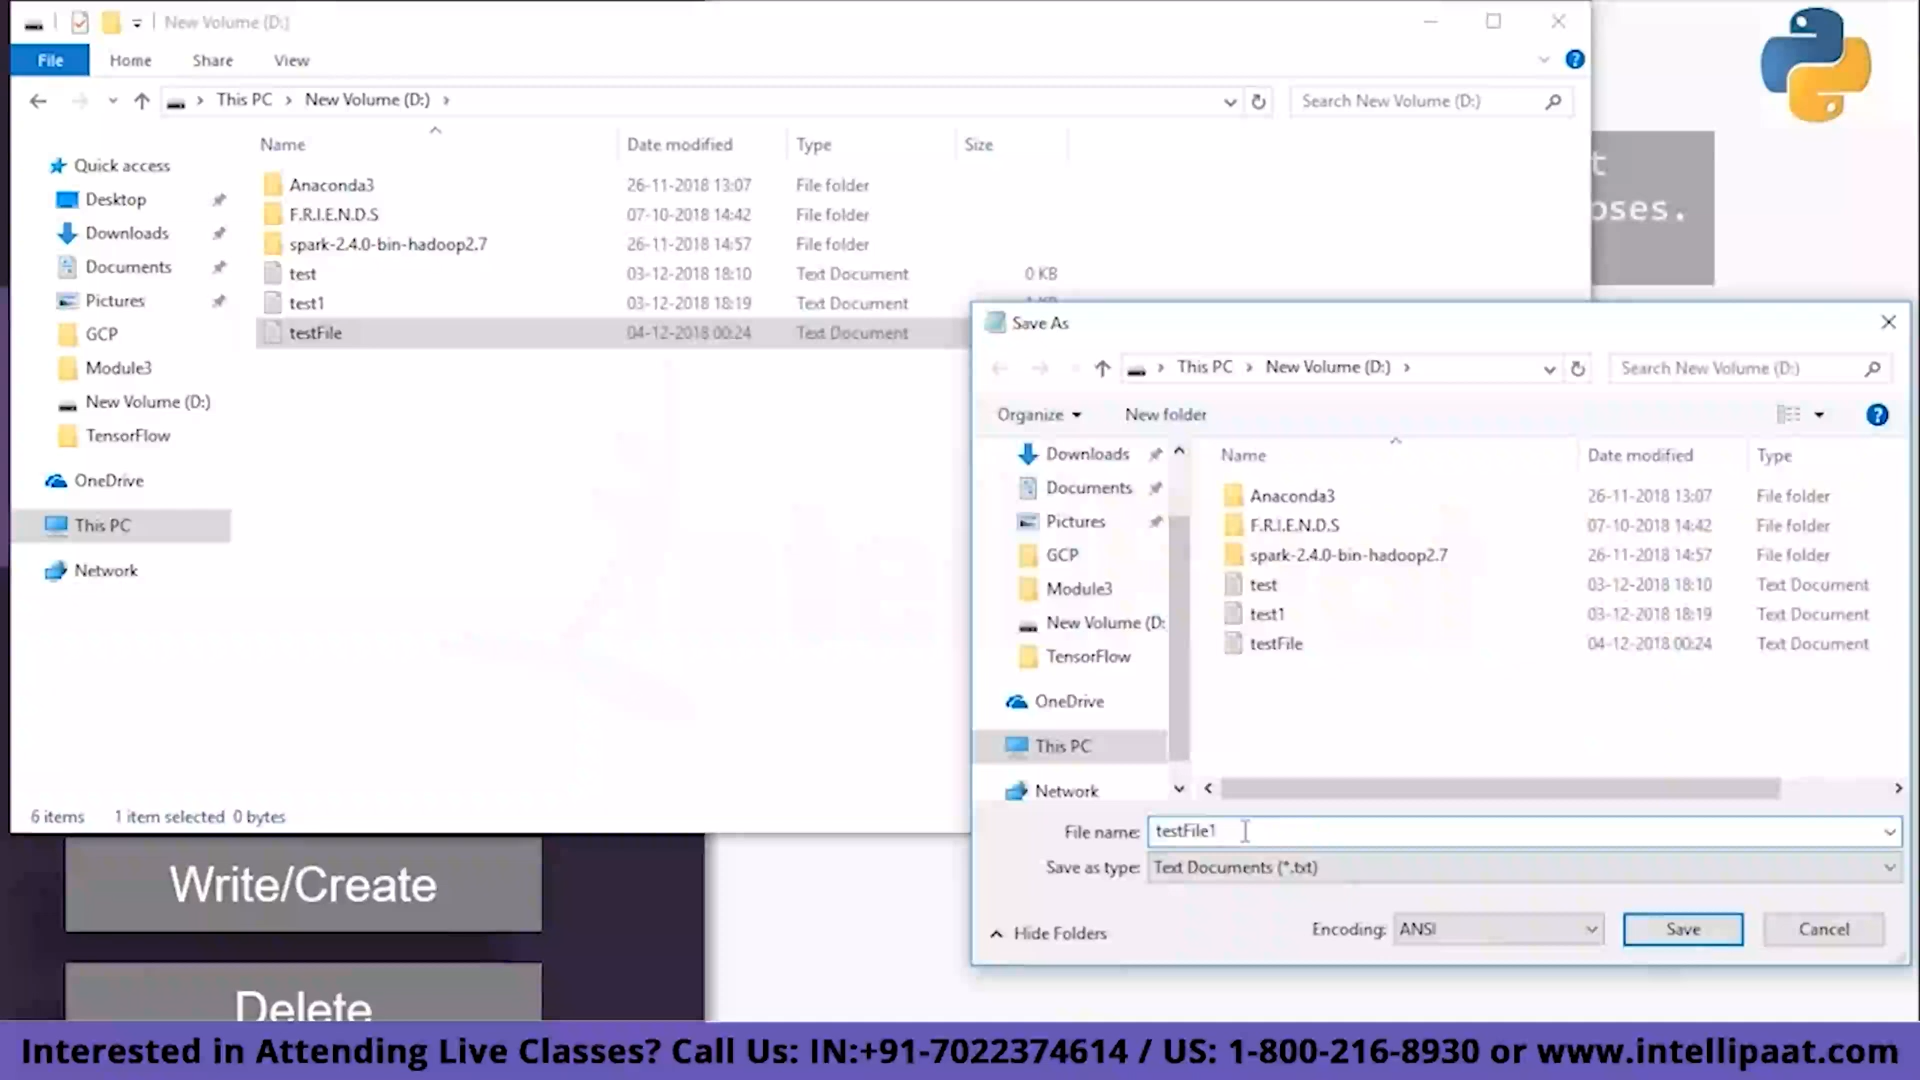 New Volume (D:)
File Home Share View
This PC New Volume (D:) Search New Volume (D:)
Name Date modified Type Size
Quick access
Desktop
Downloads
Documents
Pictures
GCP
Module3
New Volume (D:)
TensorFlow
OneDrive
This PC
Network
Anaconda3 26-11-2018 13:07 File folder
F.R.I.E.N.D.S 07-10-2018 14:42 File folder
spark-2.4.0-bin-hadoop2.7 26-11-2018 14:57 File folder
test 03-12-2018 18:10 Text Document 0 KB
test1 03-12-2018 18:19 Text Document
testFile 04-12-2018 00:24 Text Document
6 items 1 item selected 0 bytes
Save As
This PC New Volume (D:) Search New Volume (D:)
Organize New folder
Downloads
Documents
Pictures
GCP
Module3
New Volume (D:
TensorFlow
OneDrive
This PC
Network
Name Date modified Type
Anaconda3 26-11-2018 13:07 File folder
F.R.I.E.N.D.S 07-10-2018 14:42 File folder
spark-2.4.0-bin-hadoop2.7 26-11-2018 14:57 File folder
test 03-12-2018 18:10 Text Document
test1 03-12-2018 18:19 Text Document
testFile 04-12-2018 00:24 Text Document
File name: testFile1
Save as type: Text Documents (*.txt)
Hide Folders Encoding: ANSI Save Cancel
Write/Create
Delete
Interested in Attending Live Classes? Call Us: IN:+91-7022374614 / US: 1-800-216-8930 or www.intellipaat.com